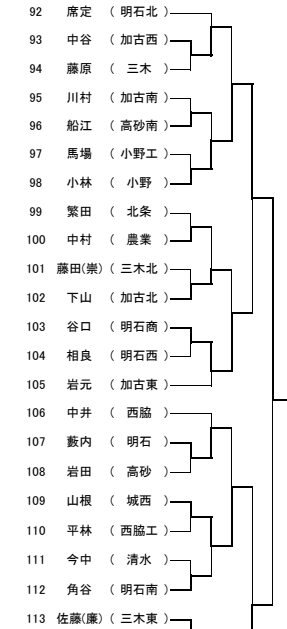 92 席定 ( 明石北 )
93 中谷 ( 加古西 )
94 藤原 ( 三木 )
95 川村 ( 加古南 )
96 船江 ( 高砂南 )
97 馬場 ( 小野工 )
98 小林 ( 小野 )
99 繁田 ( 北条 )
100 中村 ( 農業 )
101 藤田(崇) ( 三木北 )
102 下山 ( 加古北 )
103 谷口 ( 明石商 )
104 相良 ( 明石西 )
105 岩元 ( 加古東 )
106 中井 ( 西脇 )
107 藪内 ( 明石 )
108 岩田 ( 高砂 )
109 山根 ( 城西 )
110 平林 ( 西脇工 )
111 今中 ( 清水 )
112 角谷 ( 明石南 )
113 佐藤(廉) ( 三木東 )